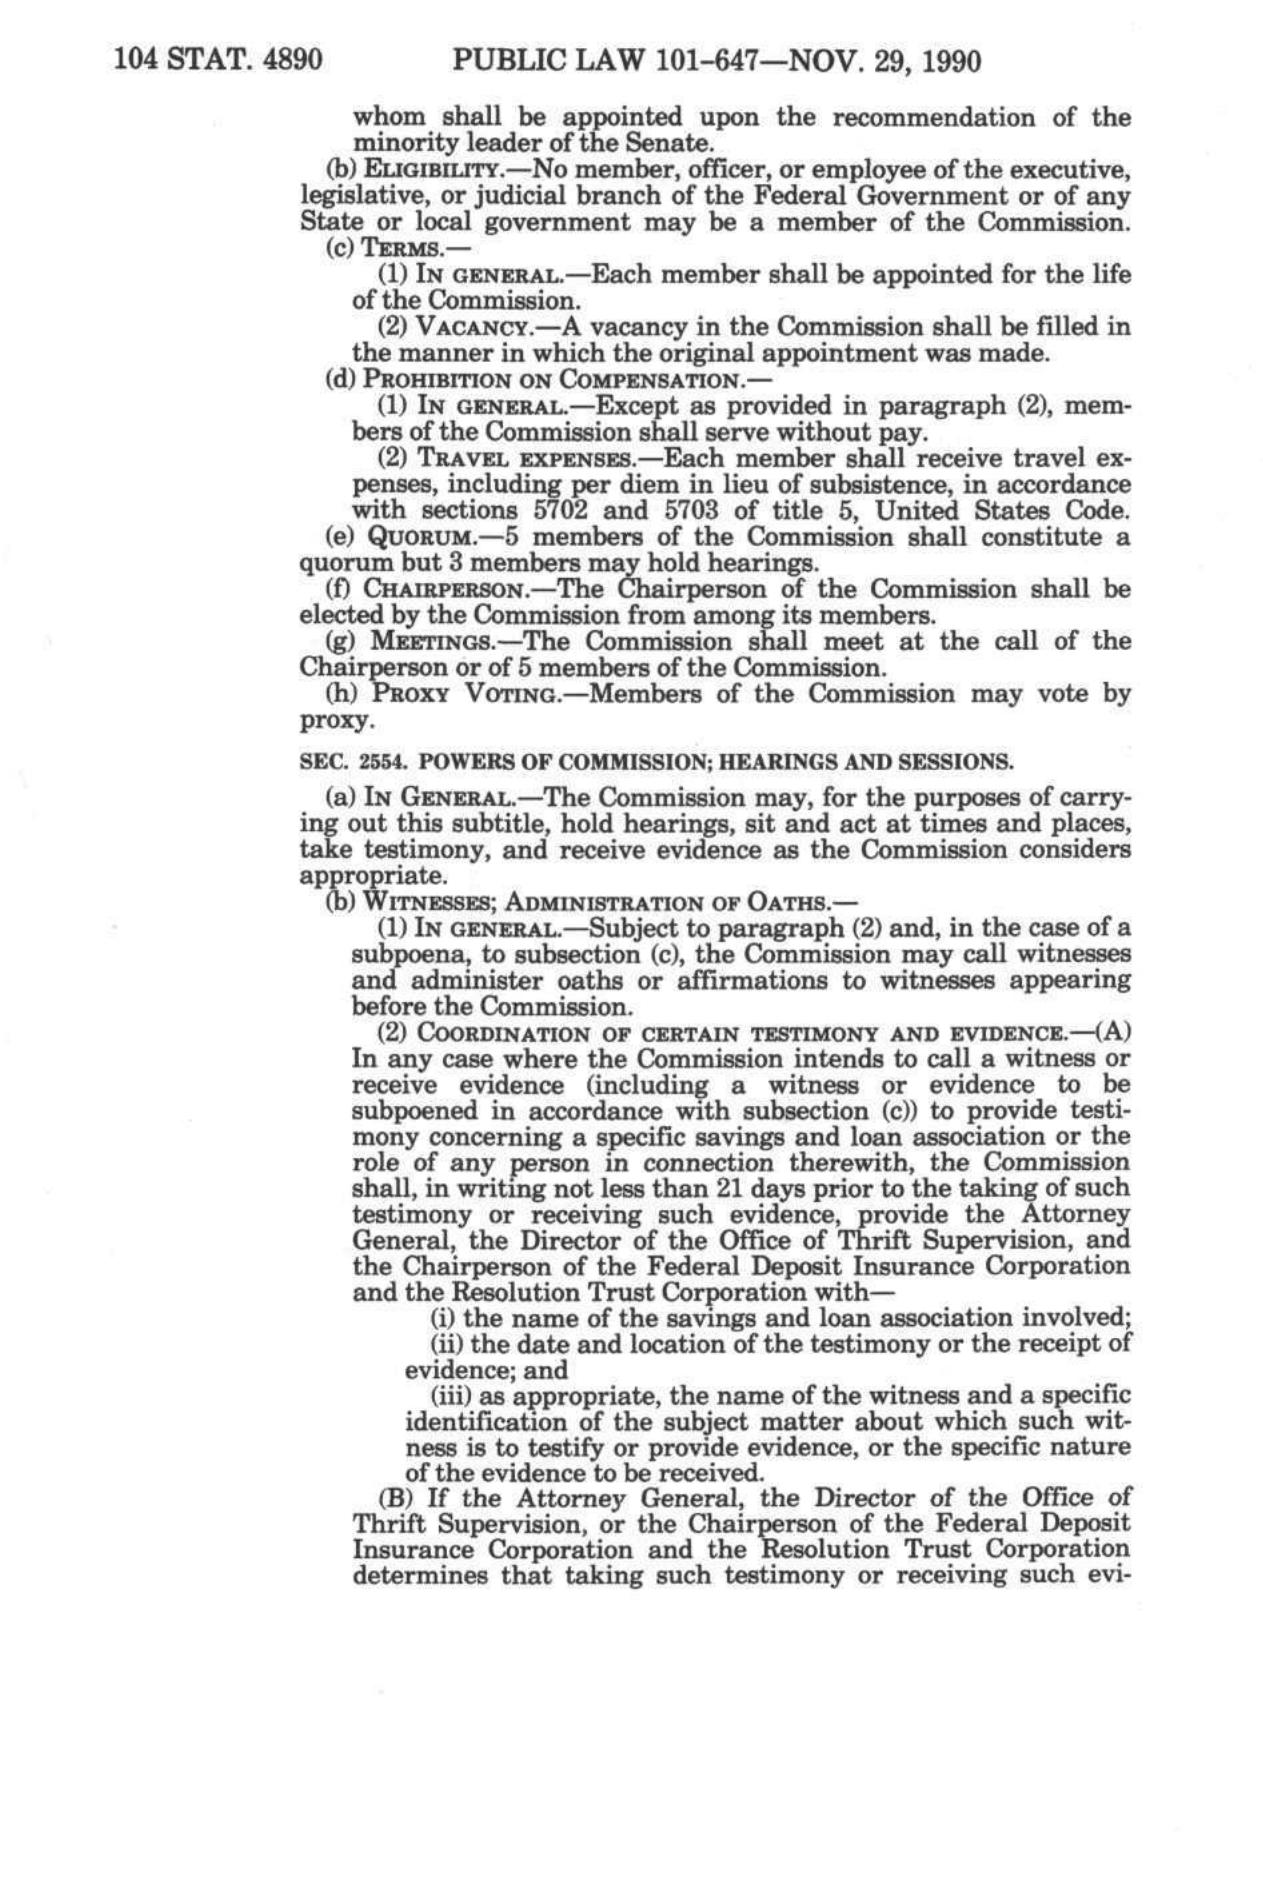 104 STAT. 4890 PUBLIC LAW 101-647—NOV. 29, 1990
whom shall be appointed upon the recommendation of the
minority leader of the Senate.
(b) ELIGIBILITY.—No member, officer, or employee of the executive,
legislative, or judicial branch of the Federal Government or of any
State or local government may be a member of the Commission.
(c) TERMS.—
(1) IN GENERAL.—Each member shall be appointed for the life
of the Commission.
(2) VACANCY.—A vacancy in the Commission shall be filled in
the manner in which the original appointment was made.
(d) PROHIBITION ON COMPENSATION.—
(1) IN GENERAL.—Except as provided in paragraph (2), mem-
bers of the Commission shall serve without pay.
(2) TRAVEL EXPENSES.—Each member shall receive travel ex-
penses, including per diem in lieu of subsistence, in accordance
with sections 5702 and 5703 of title 5, United States Code.
(e) QUORUM.—5 members of the Commission shall constitute a
quorum but 3 members may hold hearings.
(f) CHAIRPERSON.—The Chairperson of the Commission shall be
elected by the Commission from among its members.
(g) MEETINGS.—The Commission shall meet at the call of the
Chairperson or of 5 members of the Commission.
(h) PROXY VOTING.—Members of the Commission may vote by
proxy.
SEC. 2554. POWERS OF COMMISSION; HEARINGS AND SESSIONS.
(a) IN GENERAL.—The Commission may, for the purposes of carry-
ing out this subtitle, hold hearings, sit and act at times and places,
take testimony, and receive evidence as the Commission considers
appropriate.
(b) WITNESSES; ADMINISTRATION OF OATHS.—
(1) IN GENERAL.—Subject to paragraph (2) and, in the case of a
subpoena, to subsection (c), the Commission may call witnesses
and administer oaths or affirmations to witnesses appearing
before the Commission.
(2) COORDINATION OF CERTAIN TESTIMONY AND EVIDENCE.—(A)
In any case where the Commission intends to call a witness or
receive evidence (including a witness or evidence to be
subpoened in accordance with subsection (c)) to provide testi-
mony concerning a specific savings and loan association or the
role of any person in connection therewith, the Commission
shall, in writing not less than 21 days prior to the taking of such
testimony or receiving such evidence, provide the Attorney
General, the Director of the Office of Thrift Supervision, and
the Chairperson of the Federal Deposit Insurance Corporation
and the Resolution Trust Corporation with—
(i) the name of the savings and loan association involved;
(ii) the date and location of the testimony or the receipt of
evidence; and
(iii) as appropriate, the name of the witness and a specific
identification of the subject matter about which such wit-
ness is to testify or provide evidence, or the specific nature
of the evidence to be received.
(B) If the Attorney General, the Director of the Office of
Thrift Supervision, or the Chairperson of the Federal Deposit
Insurance Corporation and the Resolution Trust Corporation
determines that taking such testimony or receiving such evi-